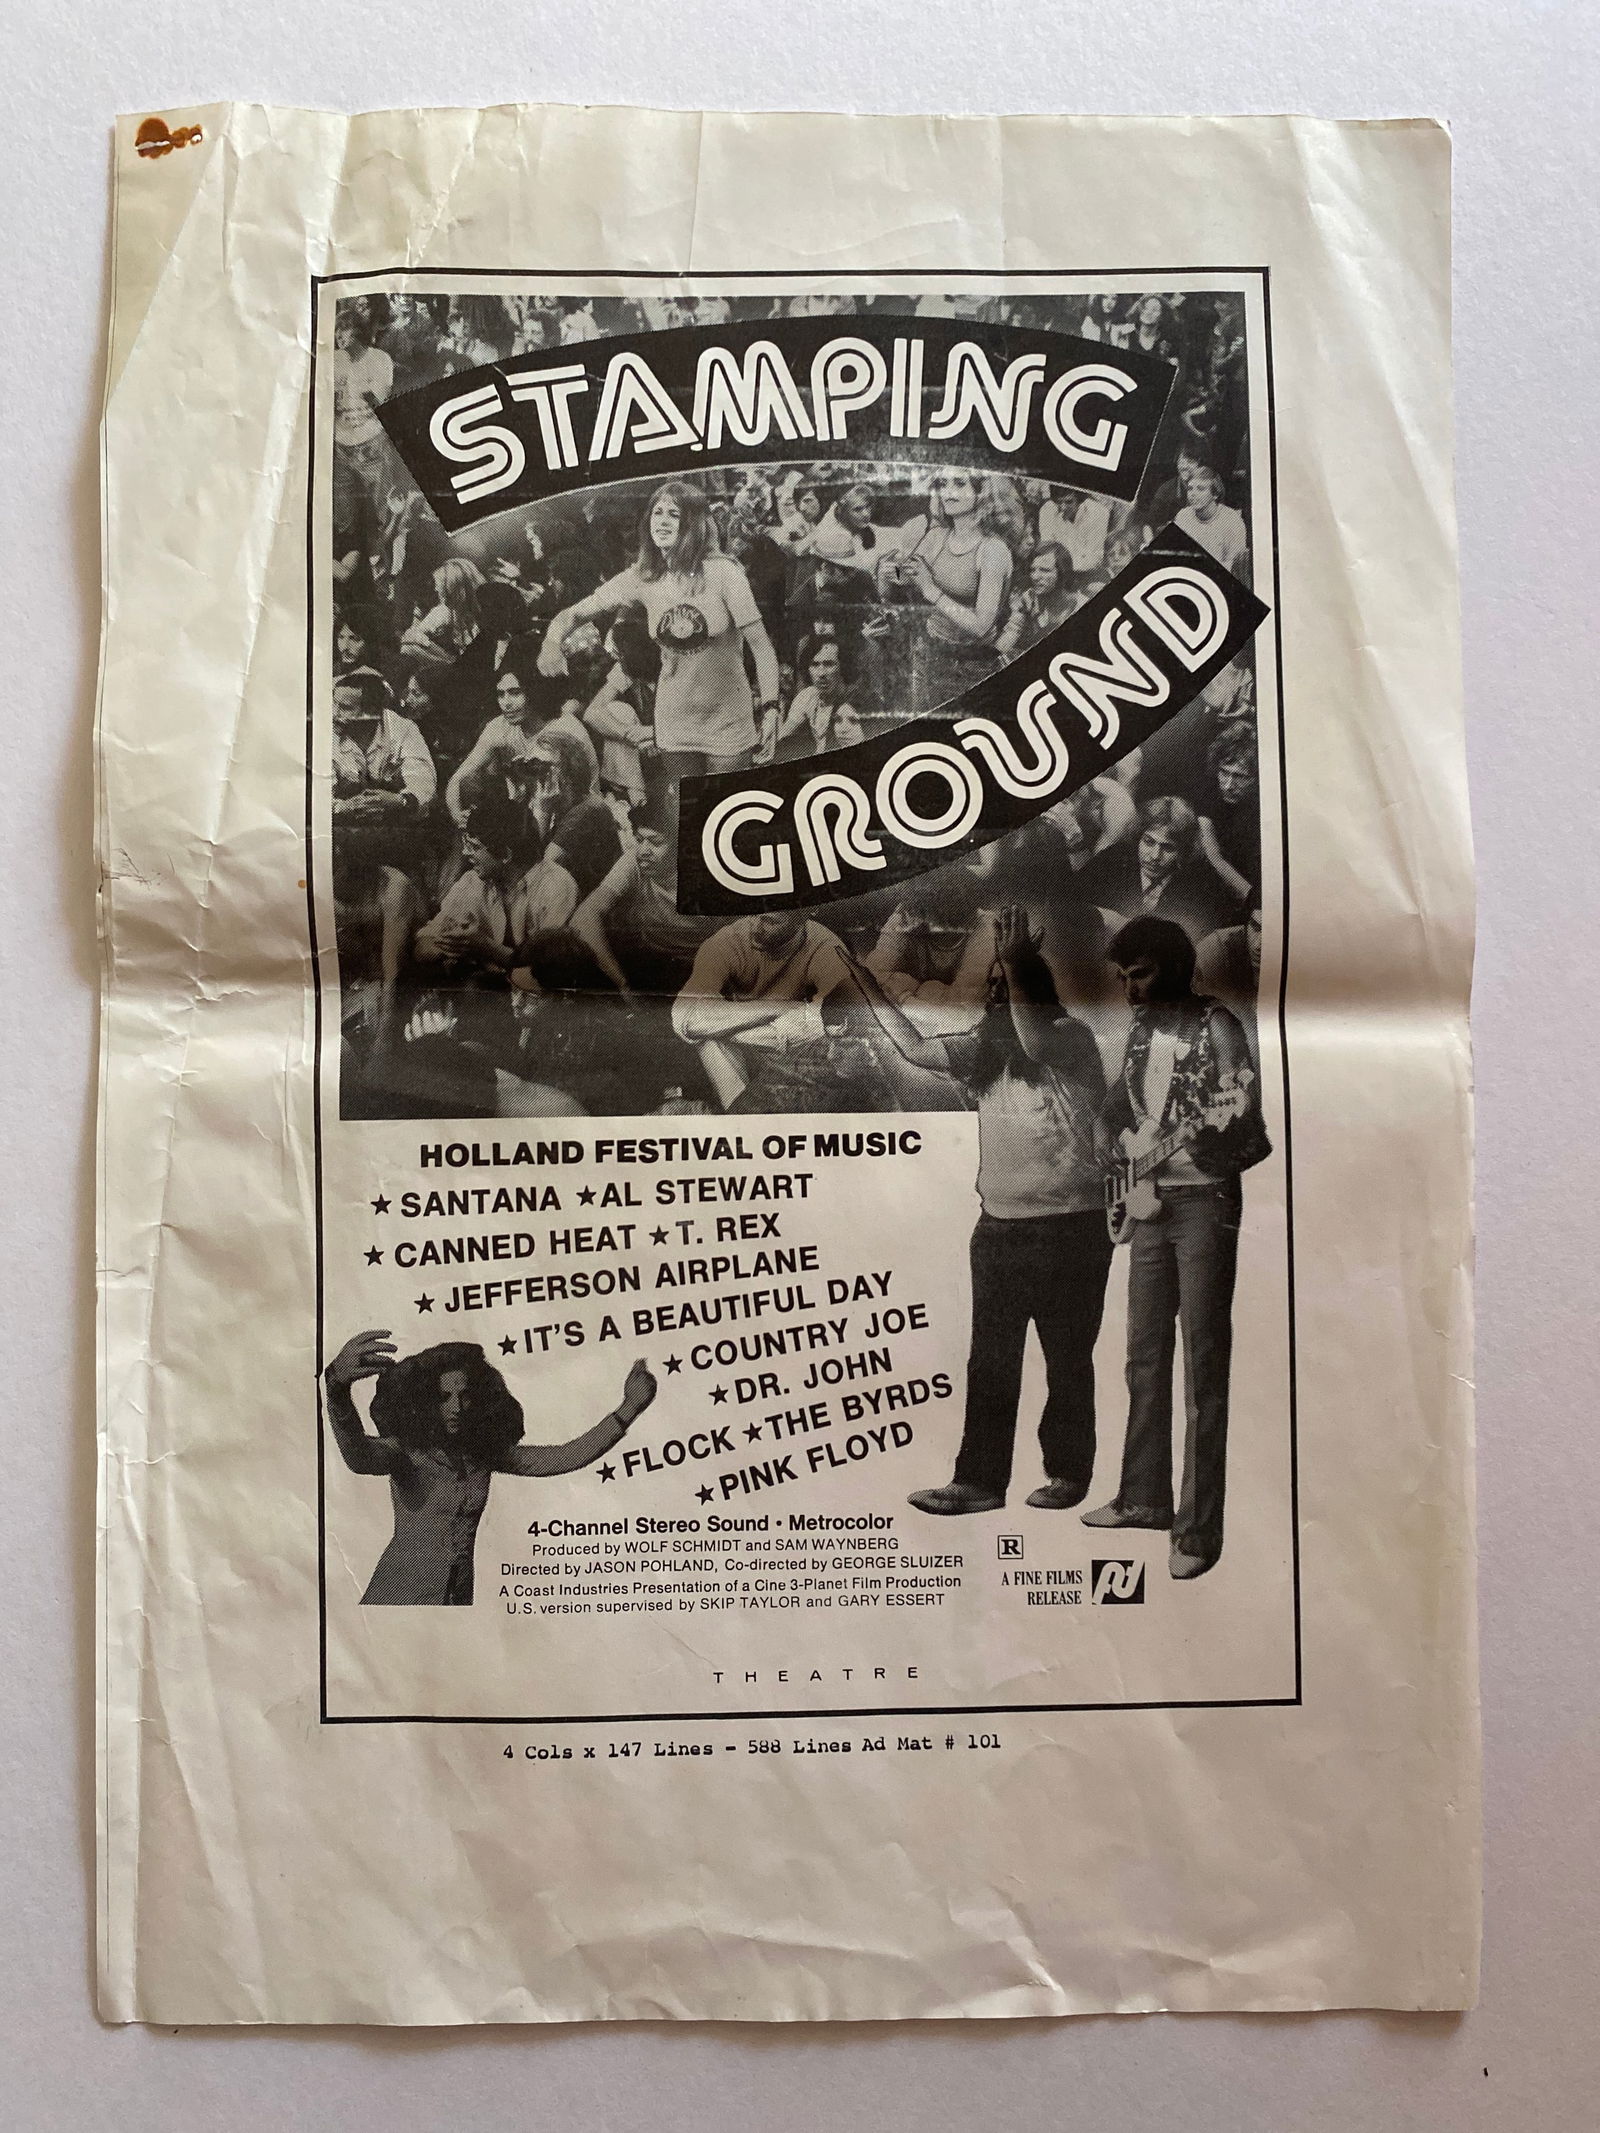 STAMPING
GROUND
HOLLAND FESTIVAL OF MUSIC
★ SANTANA ★ AL STEWART
★ CANNED HEAT ★ T. REX
★ JEFFERSON AIRPLANE
★ IT'S A BEAUTIFUL DAY
★ COUNTRY JOE
★ DR. JOHN
★ FLOCK ★ THE BYRDS
★ PINK FLOYD
4-Channel Stereo Sound • Metrocolor
Produced by WOLF SCHMIDT and SAM WAYNBERG
Directed by JASON POHLAND, Co-directed by GEORGE SLUIZER
A Coast Industries Presentation of a Cine 3-Planet Film Production
U.S. version supervised by SKIP TAYLOR and GARY ESSERT
R
A FINE FILMS
RELEASE
THEATRE
4 Cols x 147 Lines - 588 Lines Ad Mat # 101